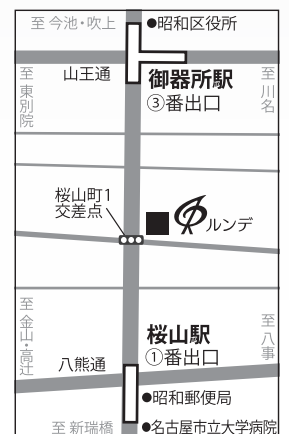 至 今池・吹上
●昭和区役所
山王通
御器所駅
③番出口
至 東別院
至 川名
桜山町1
交差点
ルンデ
至 金山・高辻
桜山駅
①番出口
至 八事
八熊通
●昭和郵便局
至 新瑞橋
●名古屋市立大学病院